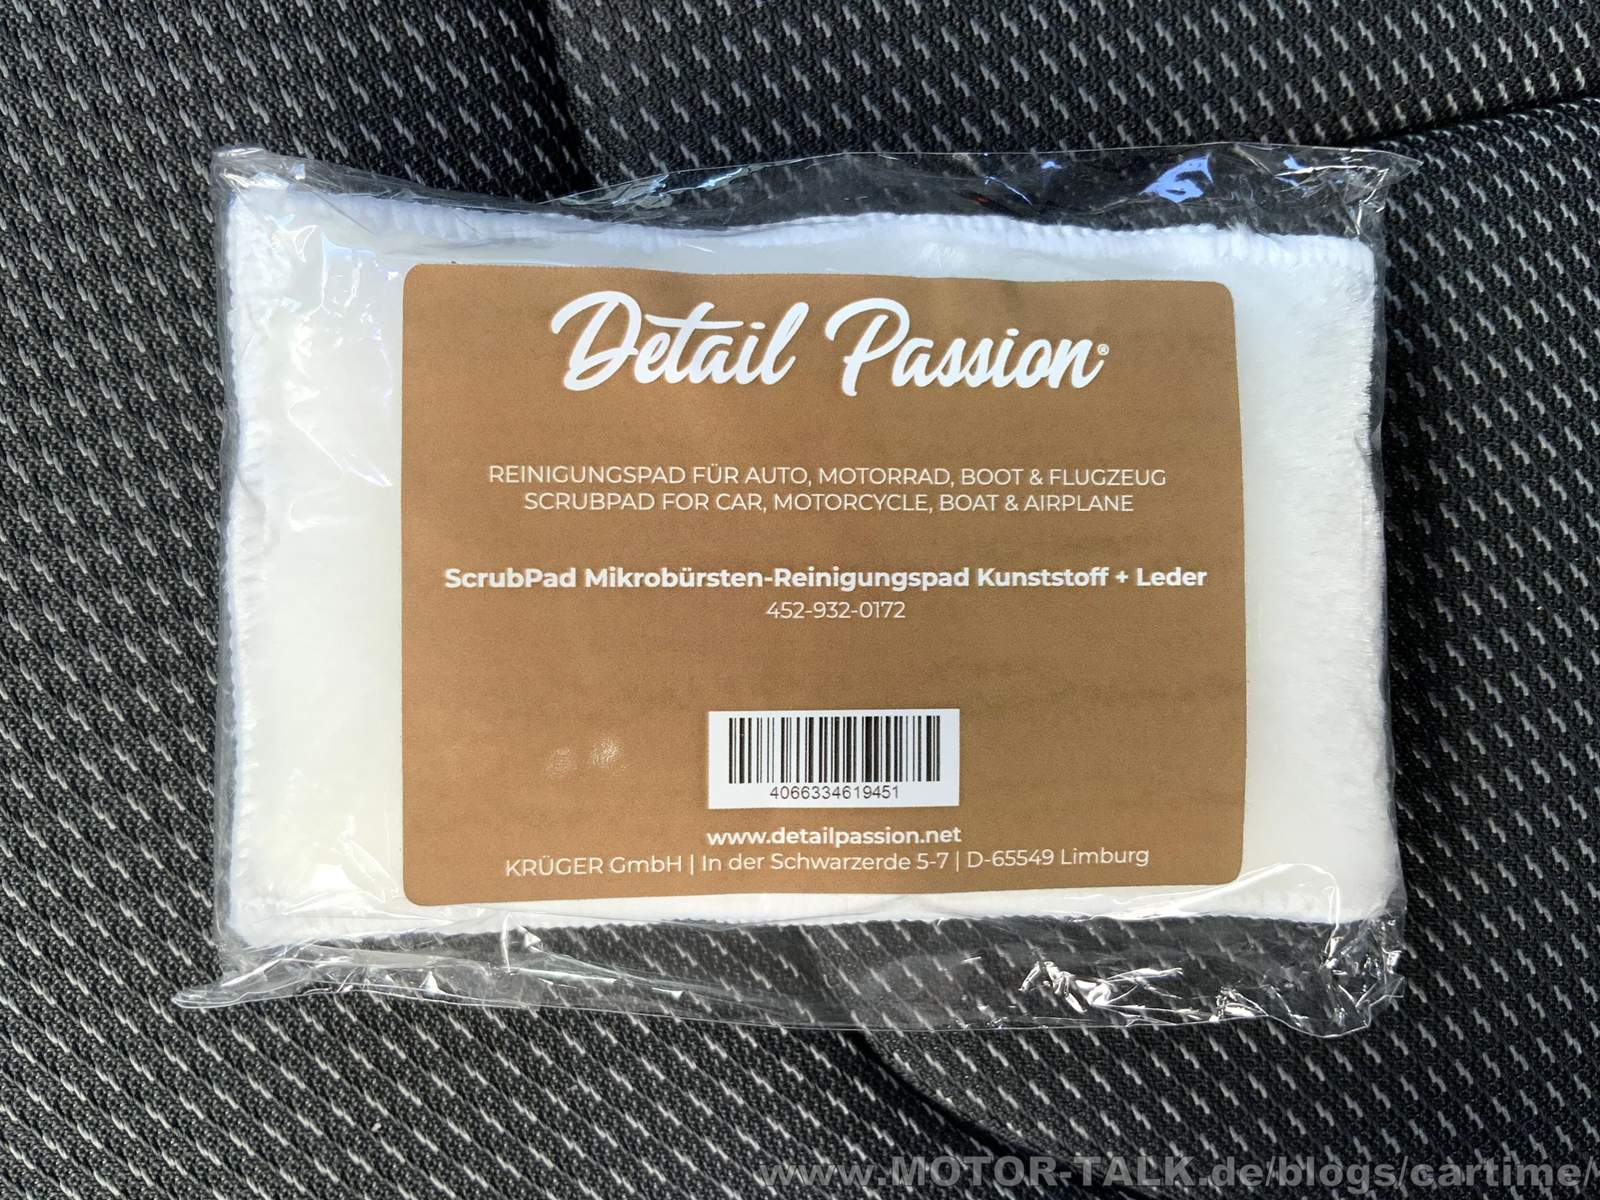 Detail Passion®
REINIGUNGSPAD FÜR AUTO, MOTORRAD, BOOT & FLUGZEUG
SCRUBPAD FOR CAR, MOTORCYCLE, BOAT & AIRPLANE
ScrubPad Mikrobürsten-Reinigungspad Kunststoff + Leder
452-932-0172
4066334619451
www.detailpassion.net
KRÜGER GmbH | In der Schwarzerde 5-7 | D-65549 Limburg
www.MOTOR-TALK.de/blogs/cartime/